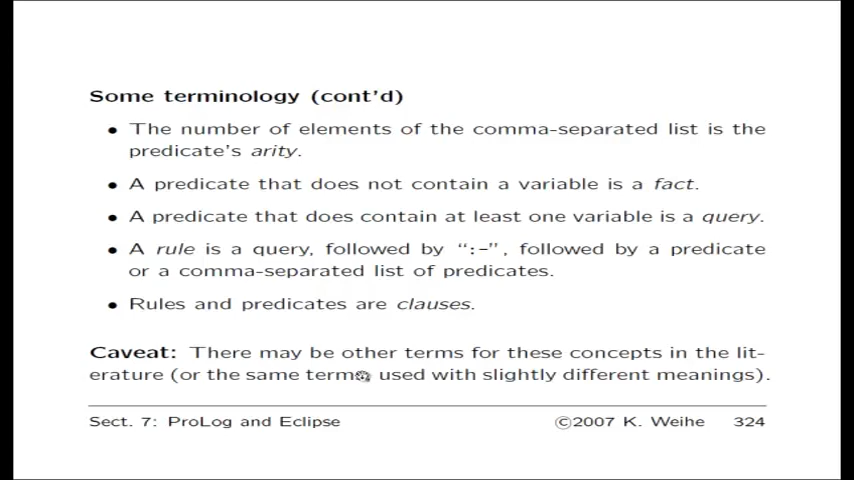 Some terminology (cont'd)
● The number of elements of the comma-separated list is the
predicate's arity.
● A predicate that does not contain a variable is a fact.
● A predicate that does contain at least one variable is a query.
● A rule is a query, followed by “:-”, followed by a predicate
or a comma-separated list of predicates.
● Rules and predicates are clauses.
Caveat: There may be other terms for these concepts in the lit-
erature (or the same terms used with slightly different meanings).
Sect. 7: ProLog and Eclipse ©2007 K. Weihe 324